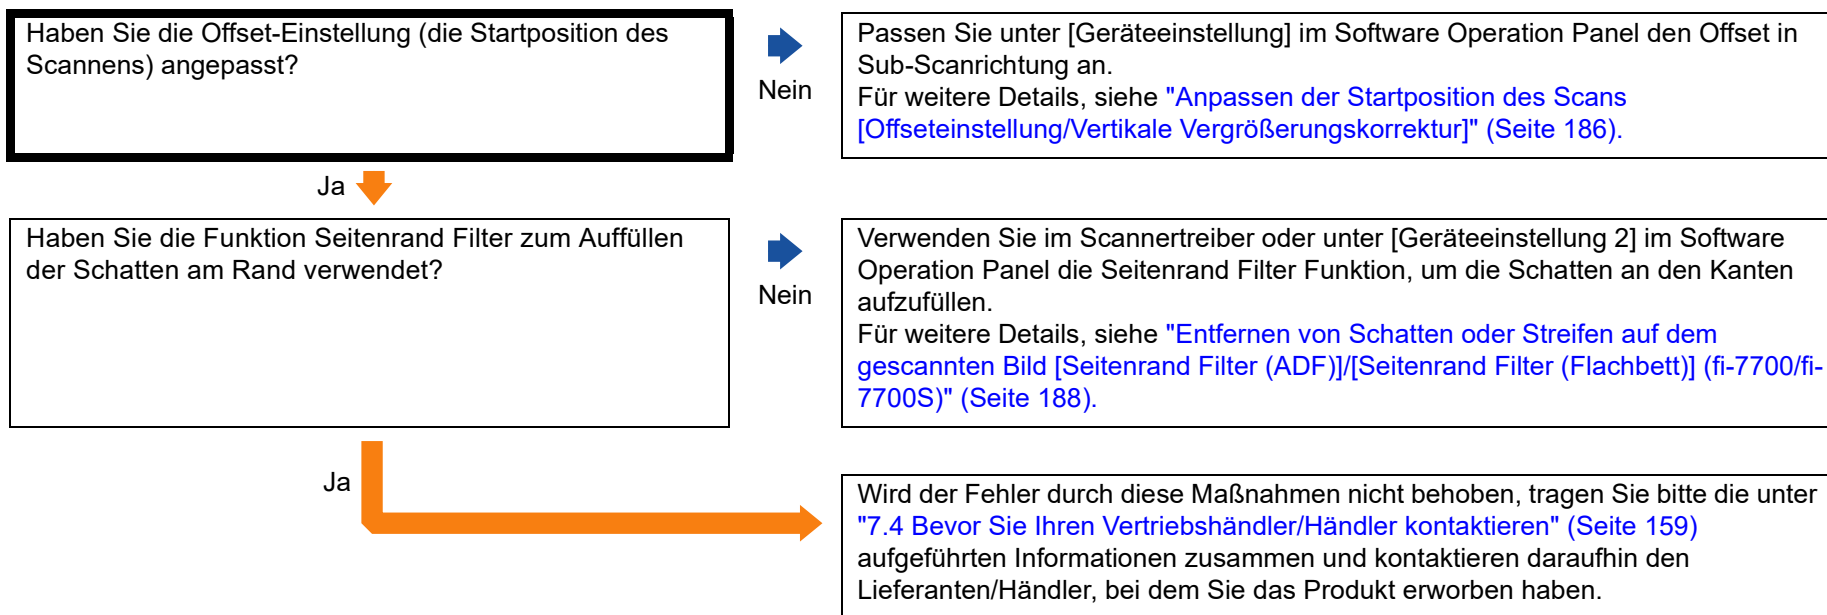 Haben Sie die Offset-Einstellung (die Startposition des
Scannens) angepasst?
Nein
Passen Sie unter [Geräteeinstellung] im Software Operation Panel den Offset in
Sub-Scanrichtung an.
Für weitere Details, siehe "Anpassen der Startposition des Scans
[Offseteinstellung/Vertikale Vergrößerungskorrektur]" (Seite 186).
Ja
Haben Sie die Funktion Seitenrand Filter zum Auffüllen
der Schatten am Rand verwendet?
Nein
Verwenden Sie im Scannertreiber oder unter [Geräteeinstellung 2] im Software
Operation Panel die Seitenrand Filter Funktion, um die Schatten an den Kanten
aufzufüllen.
Für weitere Details, siehe "Entfernen von Schatten oder Streifen auf dem
gescannten Bild [Seitenrand Filter (ADF)]/[Seitenrand Filter (Flachbett)] (fi-7700/fi-
7700S)" (Seite 188).
Ja
Wird der Fehler durch diese Maßnahmen nicht behoben, tragen Sie bitte die unter
"7.4 Bevor Sie Ihren Vertriebshändler/Händler kontaktieren" (Seite 159)
aufgeführten Informationen zusammen und kontaktieren daraufhin den
Lieferanten/Händler, bei dem Sie das Produkt erworben haben.